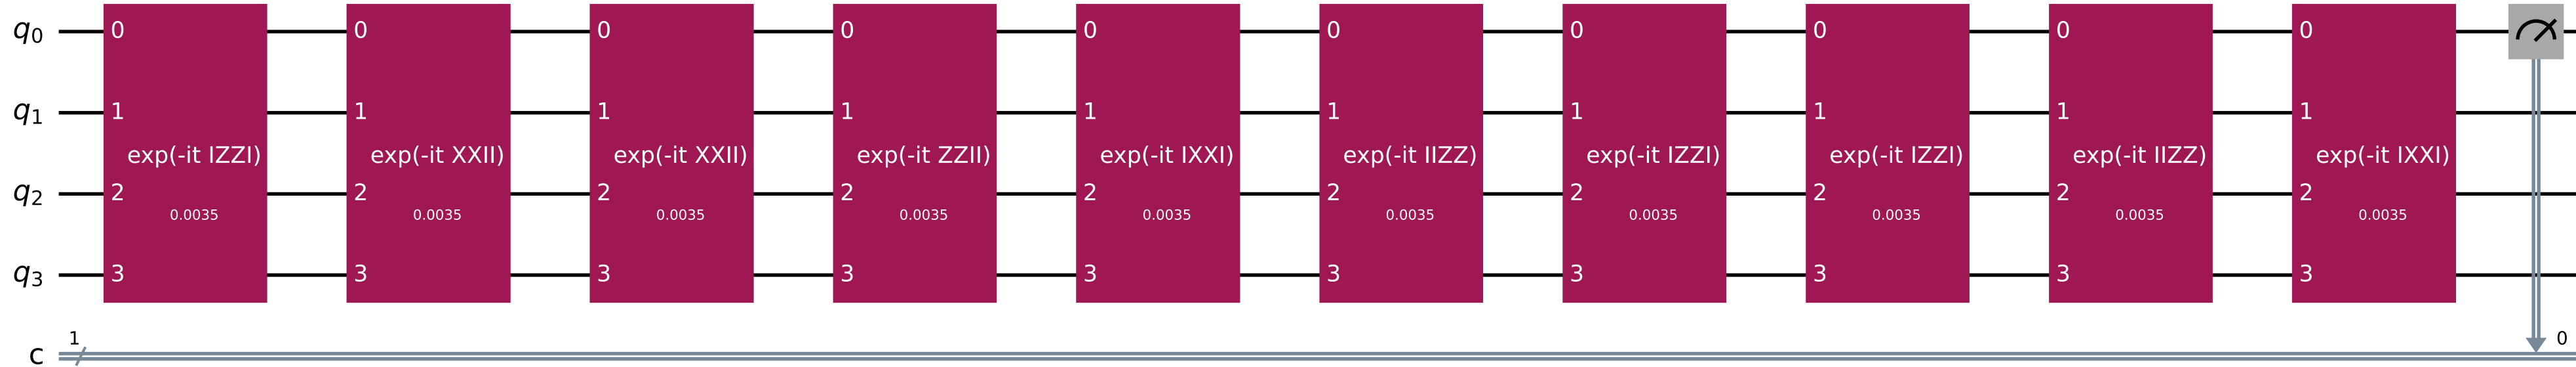 q0 0 0 0 0 0 0 0 0 0 0
q1 1 1 1 1 1 1 1 1 1 1
exp(-it IZZI) exp(-it XXII) exp(-it XXII) exp(-it ZZII) exp(-it IXXI) exp(-it IIZZ) exp(-it IZZI) exp(-it IZZI) exp(-it IIZZ) exp(-it IXXI)
q2 2 2 2 2 2 2 2 2 2 2
0.0035 0.0035 0.0035 0.0035 0.0035 0.0035 0.0035 0.0035 0.0035 0.0035
q3 3 3 3 3 3 3 3 3 3 3
1 0
c